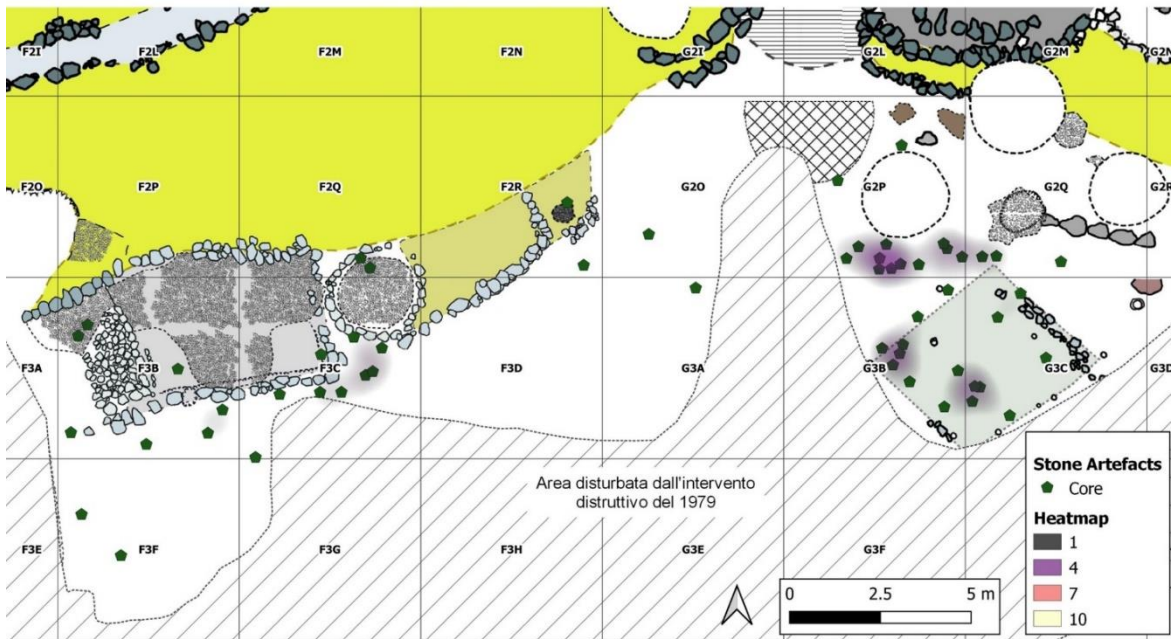 F2I
F2L
F2M
F2N
G2I
G2L
G2M
G2N
F2O
F2P
F2Q
F2R
G2O
G2P
G2Q
G2R
F3A
F3B
F3C
F3D
G3A
G3B
G3C
G3D
Area disturbata dall'intervento
distruttivo del 1979
F3E
F3F
F3G
F3H
G3E
G3F
Stone Artefacts
Core
Heatmap
1
4
7
10
0 2.5 5 m